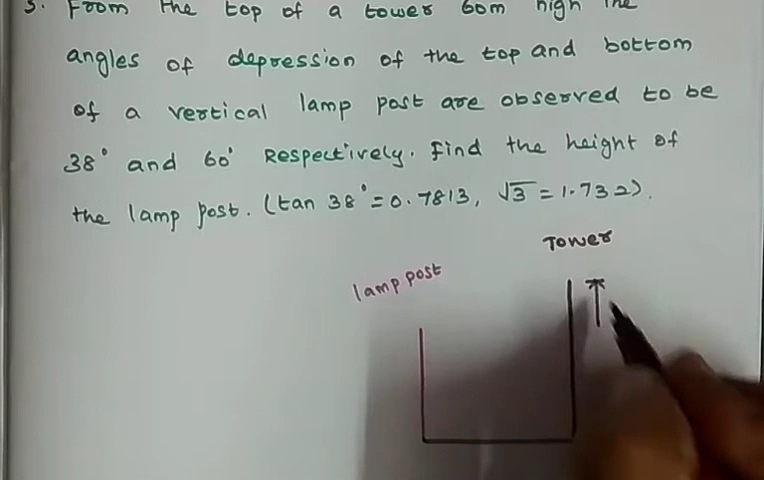 3. From the top of a tower 60m high the
angles of depression of the top and bottom
of a vertical lamp post are observed to be
38° and 60° Respectively. Find the height of
the lamp post. (tan 38°=0.7813, √3 = 1.732).
Tower
lamp post